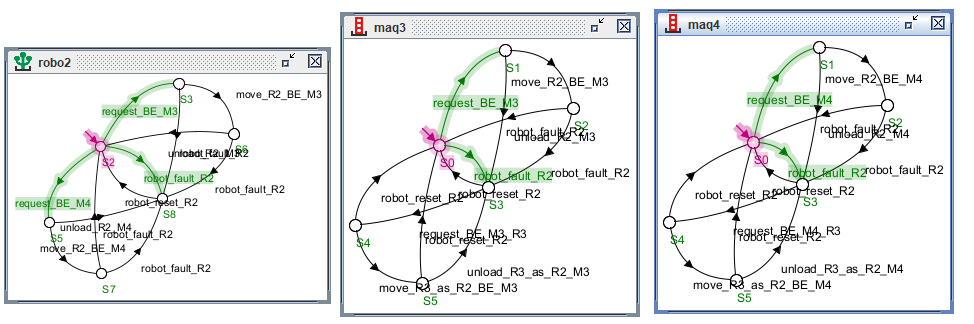 robo2
S3
move_R2_BE_M3
request_BE_M3
S6
S2
robot_fault_R2
robot_fault_R2
request_BE_M4
robot_reset_R2
S8
S5
unload_R2_M4
robot_fault_R2
move_R2_BE_M4
robot_fault_R2
S7
maq3
S1
move_R2_BE_M3
request_BE_M3
S2
robot_fault_R2
unload_R2_M3
S0
robot_fault_R2
robot_fault_R2
robot_reset_R2
robot_reset_R2
S3
request_BE_M3_R3
S4
robot_reset_R2
unload_R3_as_R2_M3
move_R3_as_R2_BE_M3
S5
maq4
S1
move_R2_BE_M4
request_BE_M4
S2
robot_fault_R2
unload_R2_M4
S0
robot_fault_R2
robot_fault_R2
robot_reset_R2
robot_reset_R2
S3
request_BE_M4_R3
S4
robot_reset_R2
unload_R3_as_R2_M4
move_R3_as_R2_BE_M4
S5